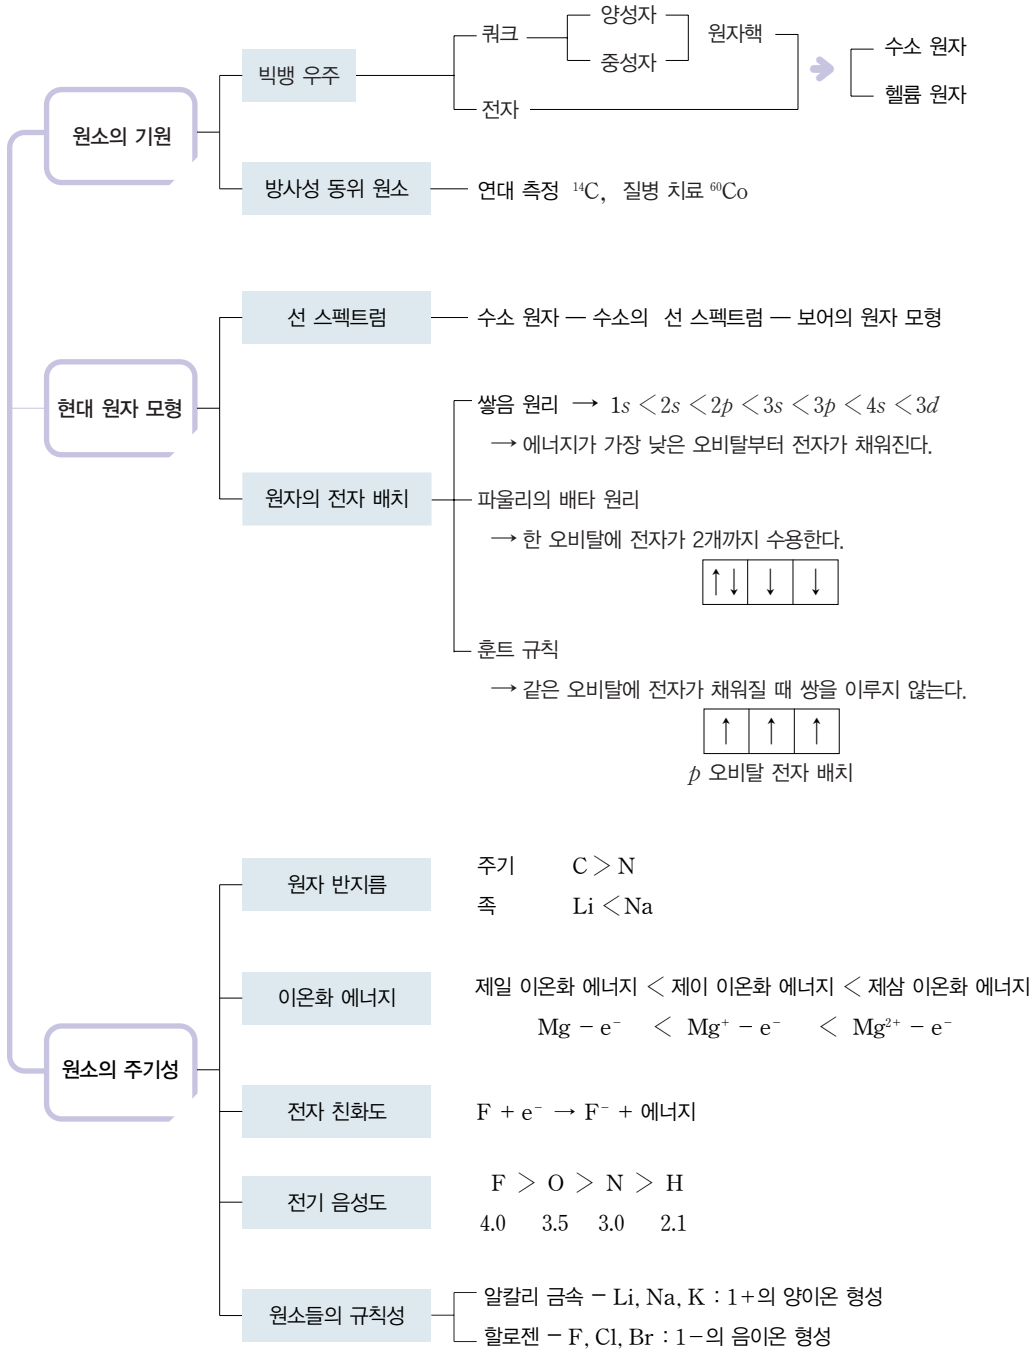 원소의 기원
빅뱅 우주
쿼크
양성자
중성자
원자핵
전자
수소 원자
헬륨 원자
방사성 동위 원소
연대 측정 ¹⁴C, 질병 치료 ⁶⁰Co
현대 원자 모형
선 스펙트럼
수소 원자 — 수소의 선 스펙트럼 — 보어의 원자 모형
원자의 전자 배치
쌓음 원리 → 1s <2s <2p <3s <3p <4s <3d
→ 에너지가 가장 낮은 오비탈부터 전자가 채워진다.
파울리의 배타 원리
→ 한 오비탈에 전자가 2개까지 수용한다.
↑↓ ↓ ↓
훈트 규칙
→ 같은 오비탈에 전자가 채워질 때 쌍을 이루지 않는다.
↑ ↑ ↑
p 오비탈 전자 배치
원소의 주기성
원자 반지름
주기 C > N
족 Li <Na
이온화 에너지
제일 이온화 에너지 < 제이 이온화 에너지 < 제삼 이온화 에너지
Mg − e⁻ < Mg⁺ − e⁻ < Mg²⁺ − e⁻
전자 친화도
F + e⁻ → F⁻ + 에너지
전기 음성도
F > O > N > H
4.0 3.5 3.0 2.1
원소들의 규칙성
알칼리 금속 − Li, Na, K : 1+의 양이온 형성
할로젠 − F, Cl, Br : 1−의 음이온 형성